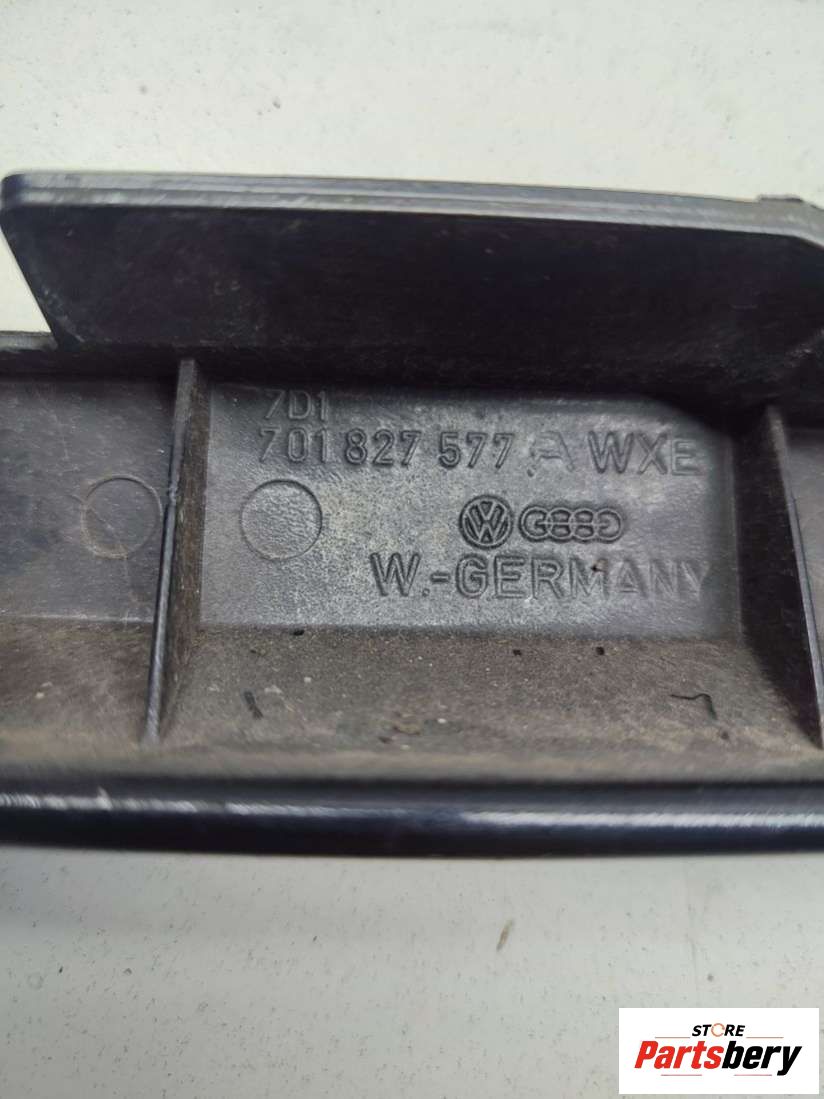 7D1
701 827 577 A WXE
W.-GERMANY
STORE
Partsbery